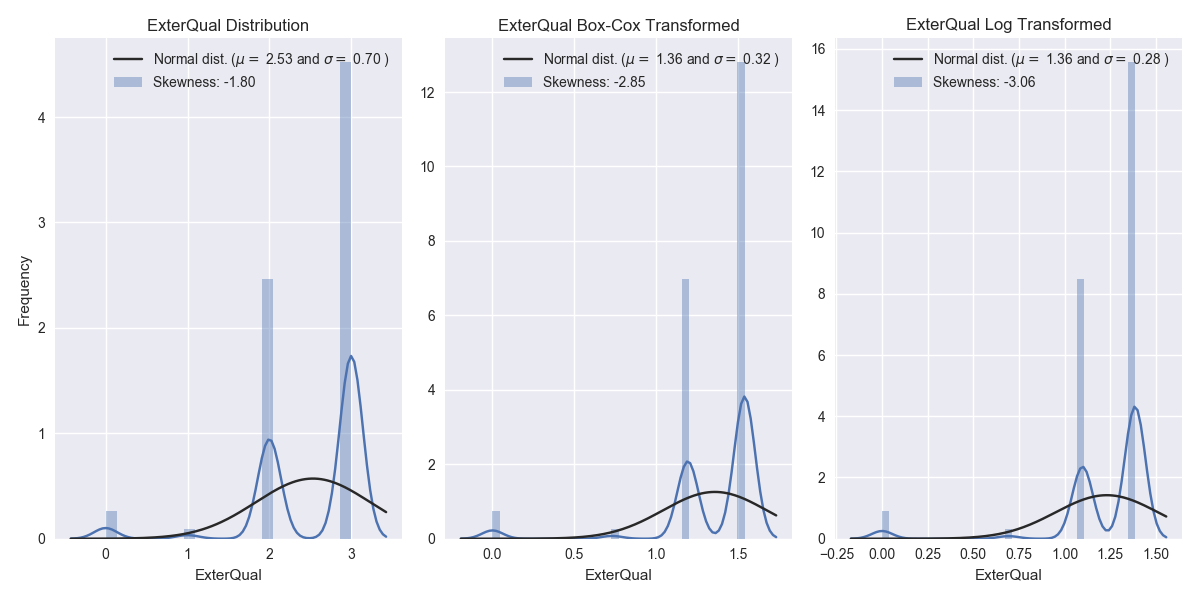 ExterQual Distribution
Normal dist. (μ = 2.53 and σ = 0.70 )
Skewness: -1.80
Frequency
4
3
2
1
0
0 1 2 3
ExterQual
ExterQual Box-Cox Transformed
Normal dist. (μ = 1.36 and σ = 0.32 )
Skewness: -2.85
12
10
8
6
4
2
0
0.0 0.5 1.0 1.5
ExterQual
ExterQual Log Transformed
Normal dist. (μ = 1.36 and σ = 0.28 )
Skewness: -3.06
16
14
12
10
8
6
4
2
0
−0.25 0.00 0.25 0.50 0.75 1.00 1.25 1.50
ExterQual